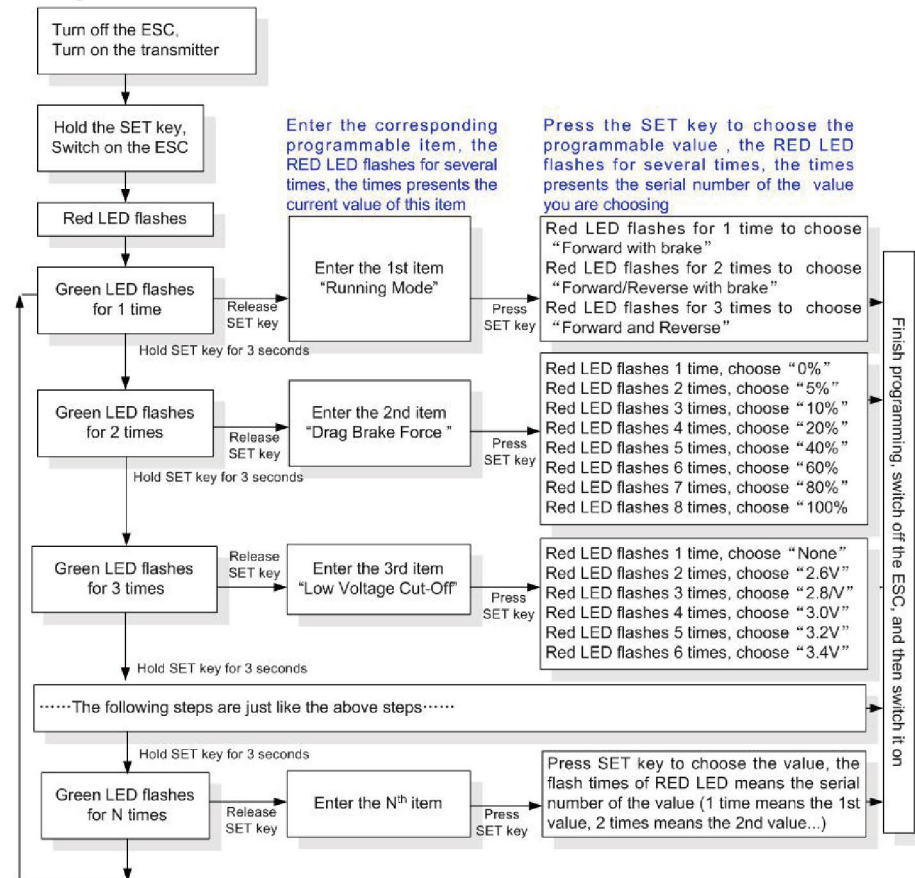 Turn off the ESC,
Turn on the transmitter
Hold the SET key,
Switch on the ESC
Enter the corresponding
programmable item, the
RED LED flashes for several
times, the times presents the
current value of this item
Press the SET key to choose the
programmable value , the RED LED
flashes for several times, the times
presents the serial number of the value
you are choosing
Red LED flashes
Green LED flashes
for 1 time
Release
SET key
Enter the 1st item
“Running Mode”
Press
SET key
Red LED flashes for 1 time to choose
“Forward with brake”
Red LED flashes for 2 times to choose
“Forward/Reverse with brake”
Red LED flashes for 3 times to choose
“Forward and Reverse”
Hold SET key for 3 seconds
Green LED flashes
for 2 times
Release
SET key
Enter the 2nd item
“Drag Brake Force ”
Press
SET key
Red LED flashes 1 time, choose “0%”
Red LED flashes 2 times, choose “5%”
Red LED flashes 3 times, choose “10%”
Red LED flashes 4 times, choose “20%”
Red LED flashes 5 times, choose “40%”
Red LED flashes 6 times, choose “60%
Red LED flashes 7 times, choose “80%”
Red LED flashes 8 times, choose “100%
Hold SET key for 3 seconds
Green LED flashes
for 3 times
Release
SET key
Enter the 3rd item
“Low Voltage Cut-Off”
Press
SET key
Red LED flashes 1 time, choose “None”
Red LED flashes 2 times, choose “2.6V”
Red LED flashes 3 times, choose “2.8/V”
Red LED flashes 4 times, choose “3.0V”
Red LED flashes 5 times, choose “3.2V”
Red LED flashes 6 times, choose “3.4V”
Hold SET key for 3 seconds
······The following steps are just like the above steps······
Hold SET key for 3 seconds
Green LED flashes
for N times
Release
SET key
Enter the Nth item
Press
SET key
Press SET key to choose the value, the
flash times of RED LED means the serial
number of the value (1 time means the 1st
value, 2 times means the 2nd value...)
Finish programming, switch off the ESC, and then switch it on